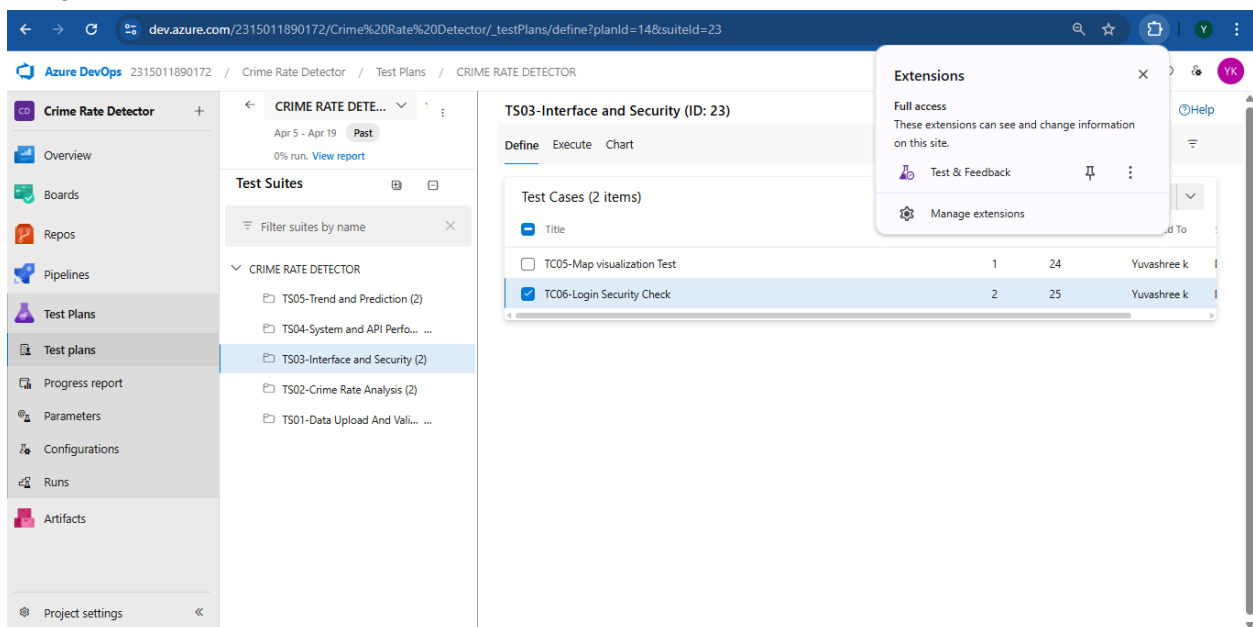 dev.azure.com/2315011890172/Crime%20Rate%20Detector/_testPlans/define?planId=14&suiteId=23
Y
Azure DevOps 2315011890172 / Crime Rate Detector / Test Plans / CRIME RATE DETECTOR
YK
CD Crime Rate Detector +
Overview
Boards
Repos
Pipelines
Test Plans
Test plans
Progress report
Parameters
Configurations
Runs
Artifacts
Project settings
CRIME RATE DETE...
Apr 5 - Apr 19 Past
0% run. View report
Test Suites
Filter suites by name
CRIME RATE DETECTOR
TS05-Trend and Prediction (2)
TS04-System and API Perfo... ...
TS03-Interface and Security (2)
TS02-Crime Rate Analysis (2)
TS01-Data Upload And Vali... ...
TS03-Interface and Security (ID: 23)
Help
Define Execute Chart
Test Cases (2 items)
Title
To
TC05-Map visualization Test 1 24 Yuvashree k
TC06-Login Security Check 2 25 Yuvashree k
Extensions
Full access
These extensions can see and change information
on this site.
Test & Feedback
Manage extensions